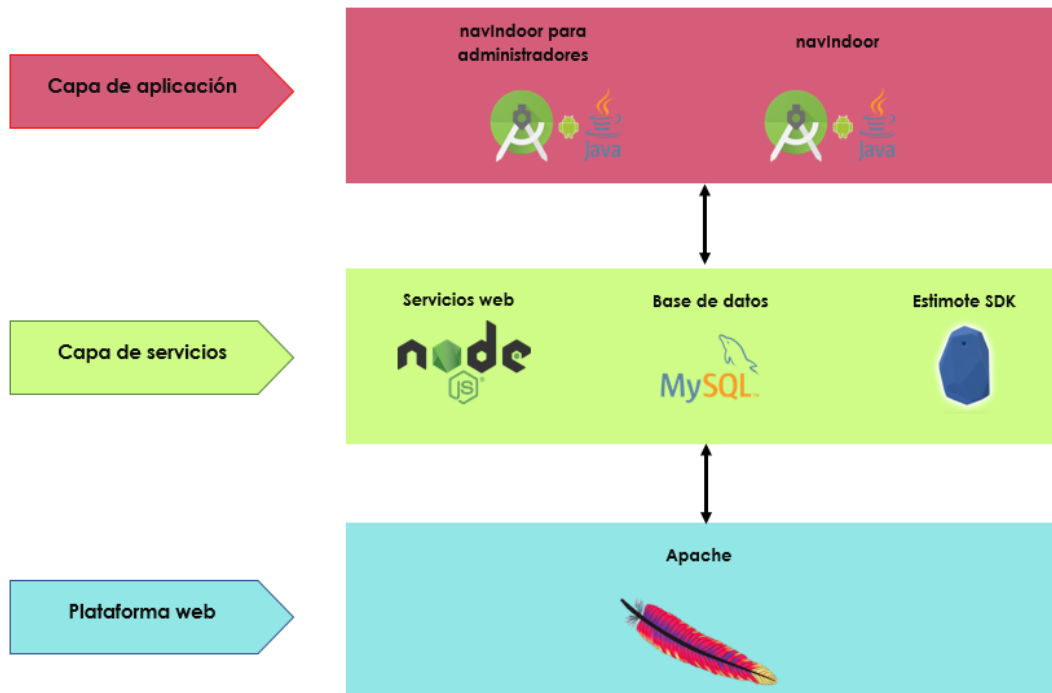 navIndoor para
administradores
navIndoor
Capa de aplicación
Java
Java
Servicios web
Base de datos
Estimote SDK
Capa de servicios
node
JS
MySQL
Apache
Plataforma web